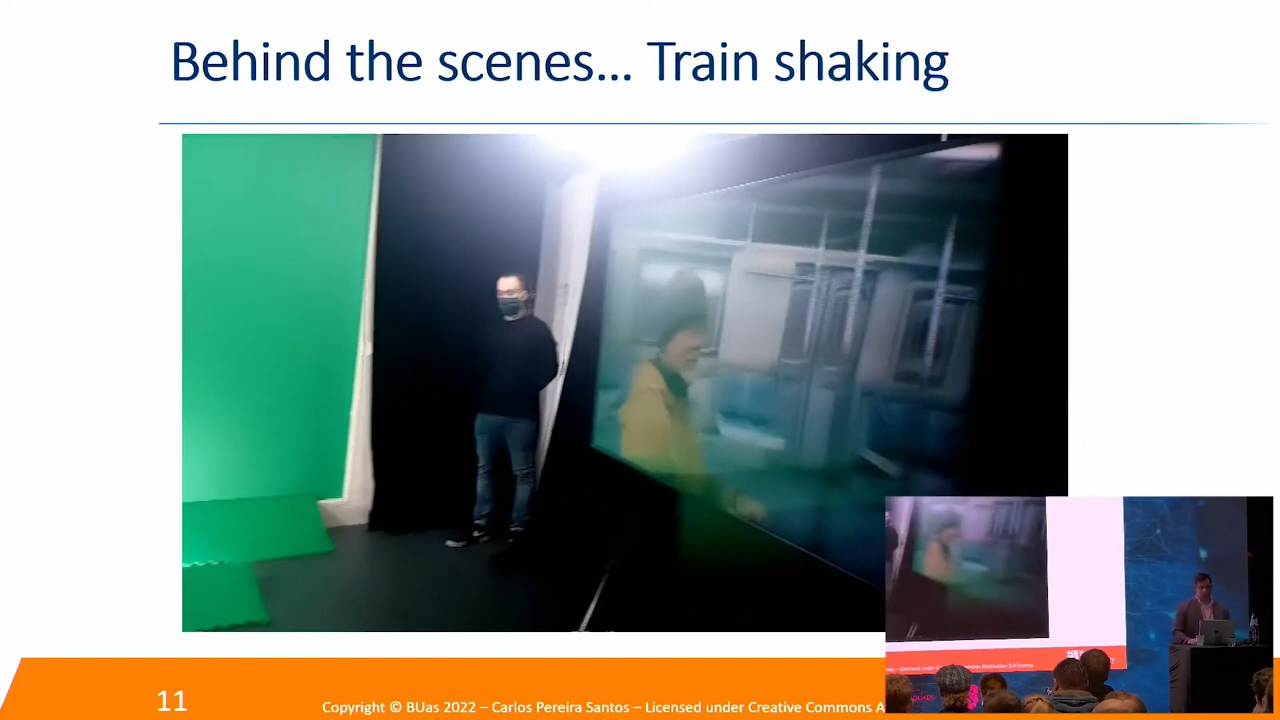 Behind the scenes... Train shaking
11
Copyright © BUas 2022 – Carlos Pereira Santos – Licensed under Creative Commons A